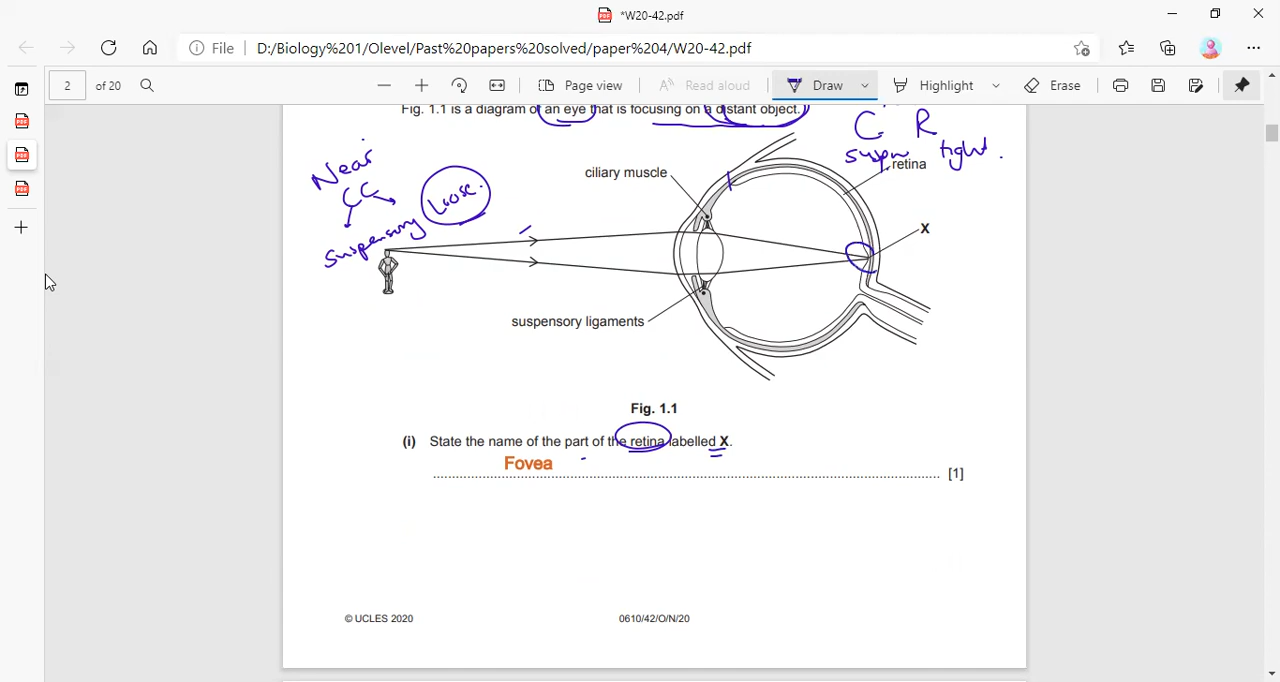 *W20-42.pdf
File D:/Biology%201/Olevel/Past%20papers%20solved/paper%204/W20-42.pdf
2 of 20 Page view Read aloud Draw Highlight Erase
Fig. 1.1 is a diagram of an eye that is focusing on a distant object.
C R
suspn tight.
Near
CC
suspensory
Loose.
ciliary muscle
retina
X
suspensory ligaments
Fig. 1.1
(i) State the name of the part of the retina labelled X.
Fovea
[1]
© UCLES 2020 0610/42/O/N/20